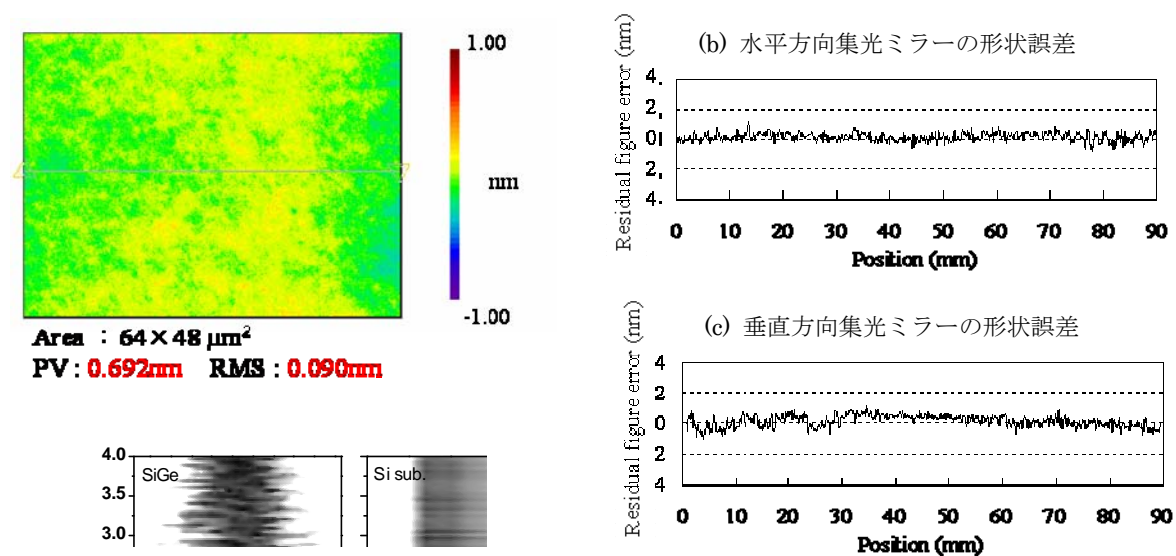 1.00
nm
-1.00
Area : 64×48 μm²
PV : 0.692nm RMS : 0.090nm
4.0
3.5
3.0
SiGe
Si sub.
(b) 水平方向集光ミラーの形状誤差
Residual figure error (nm)
4.
2,
0
2,
4.
0 10 20 30 40 50 60 70 80 90
Position (mm)
(c) 垂直方向集光ミラーの形状誤差
Residual figure error (nm)
4
2
0
2
4
0 10 20 30 40 50 60 70 80 90
Position (mm)